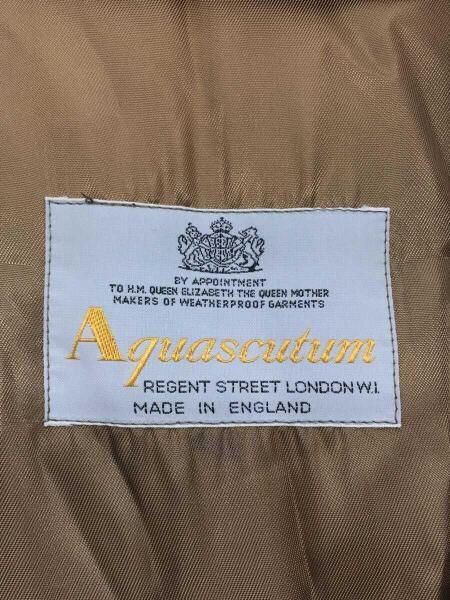 BY APPOINTMENT
TO H.M. QUEEN ELIZABETH THE QUEEN MOTHER
MAKERS OF WEATHERPROOF GARMENTS
Aquascutum
REGENT STREET LONDON W.I.
MADE IN ENGLAND